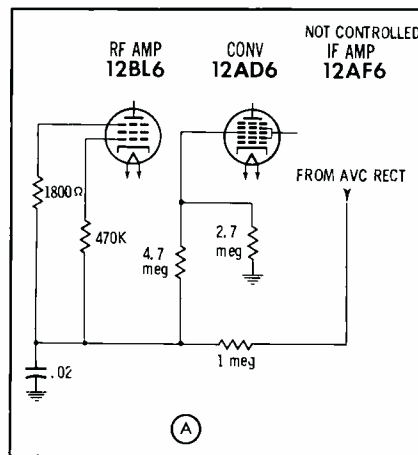 RF AMP
12BL6
CONV
12AD6
NOT CONTROLLED
IF AMP
12AF6
FROM AVC RECT
1800Ω
470K
4.7
meg
2.7
meg
1 meg
.02
A